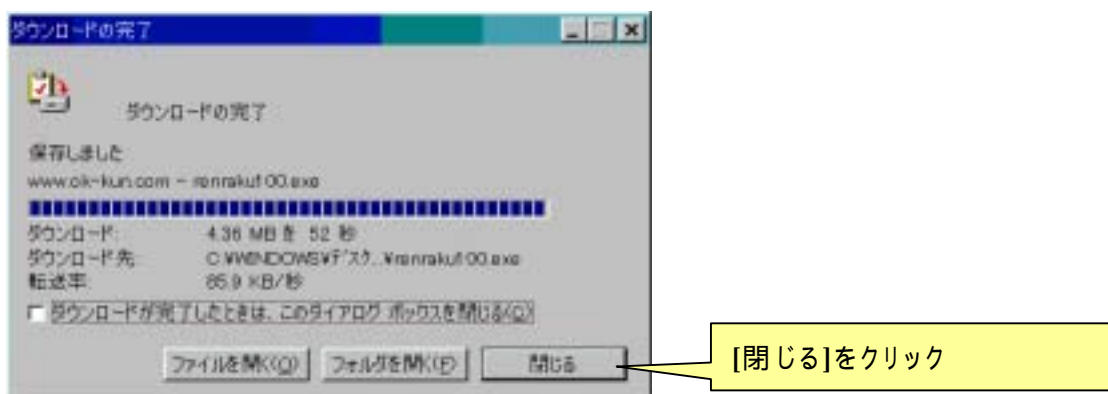 ダウンロードの完了
ダウンロードの完了
保存しました
www.ok-kun.com - renraku100.exe
ダウンロード: 4.36 MB を 52 秒
ダウンロード先: C:¥WINDOWS¥ﾃﾞｽｸ...¥renraku100.exe
転送率: 85.9 KB/秒
ダウンロードが完了したときは、このダイアログ ボックスを閉じる(C)
ファイルを開く(O) フォルダを開く(F) 閉じる
[閉じる]をクリック